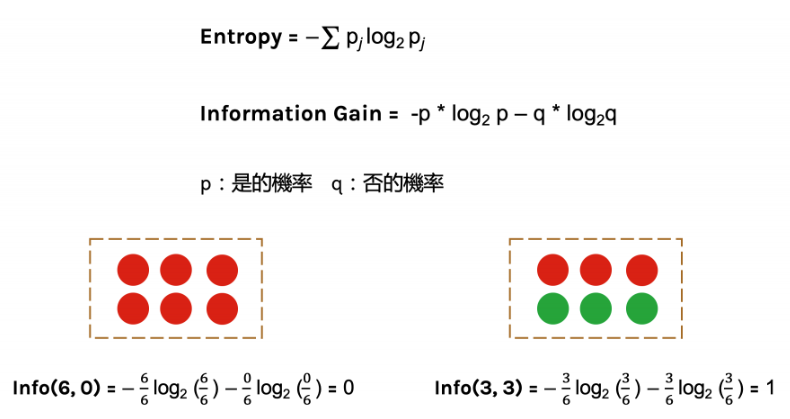 Entropy = −∑ pⱼ log₂ pⱼ
Information Gain = -p * log₂ p – q * log₂q
p：是的機率 q：否的機率
Info(6, 0) = − 6/6 log₂ (6/6) − 0/6 log₂ (0/6) = 0
Info(3, 3) = − 3/6 log₂ (3/6) − 3/6 log₂ (3/6) = 1